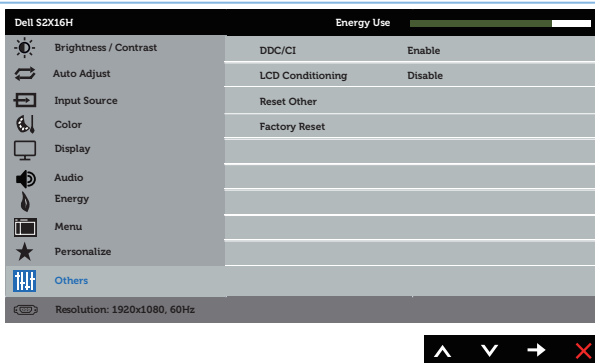 Dell S2X16H Energy Use
Brightness / Contrast
DDC/CI Enable
Auto Adjust
LCD Conditioning Disable
Input Source
Reset Other
Color
Factory Reset
Display
Audio
Energy
Menu
Personalize
Others
Resolution: 1920x1080, 60Hz